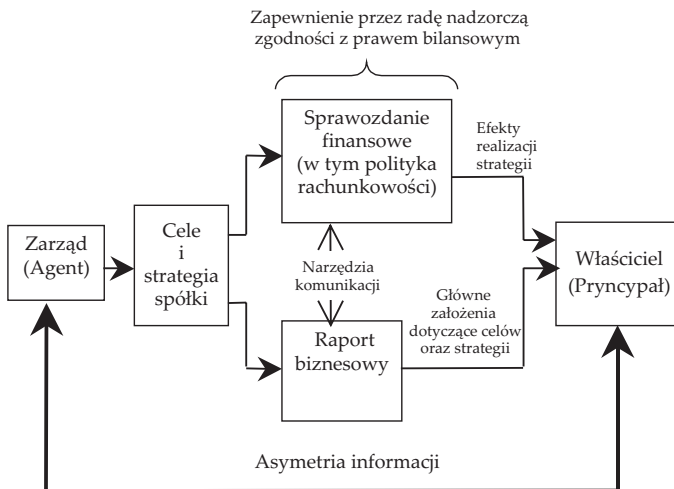 Zapewnienie przez radę nadzorczą
zgodności z prawem bilansowym
Sprawozdanie
finansowe
(w tym polityka
rachunkowości)
Efekty
realizacji
strategii
Zarząd
(Agent)
Cele
i
strategia
spółki
Narzędzia
komunikacji
Właściciel
(Pryncypał)
Główne
założenia
dotyczące celów
oraz strategii
Raport
biznesowy
Asymetria informacji